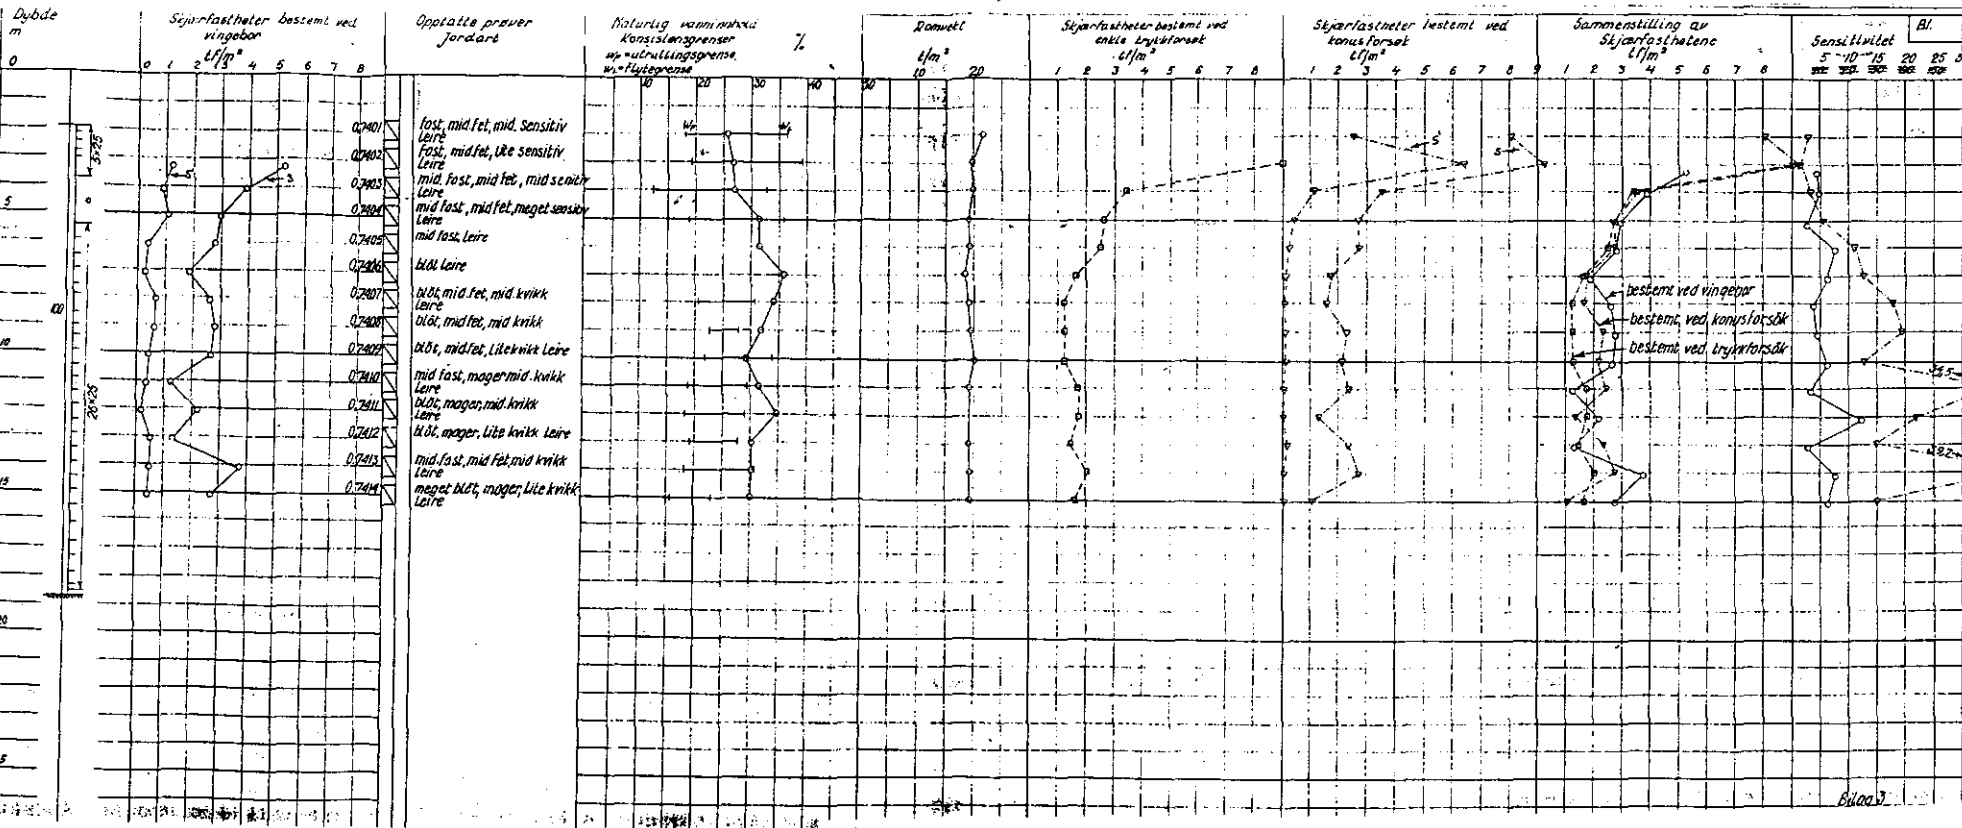 Dybde
m
0
5
10
15
20
5
5x25
0
100
26x25
Skjærfastheter bestemt ved
vingebor
tf/m²
0 1 2 3 4 5 6 7 8
S'
S
Opptatte prøver
Jordart
0.7401 fast, mid.fet, mid. sensitiv
Leire
0.7402 Fast, mid.fet, lite sensitiv
Leire
0.7403 mid. fast, mid fet, mid sensitiv
Leire
0.7404 mid fast, mid fet, meget sensitiv
Leire
0.7405 mid fast, Leire
0.7406 bløt Leire
0.7407 bløt, mid.fet, mid. kvikk
Leire
0.7408 bløt, mid fet, mid kvikk
0.7409 bløt, mid.fet, Lite kvikk Leire
0.7410 mid fast, mager mid. kvikk
Leire
0.7411 bløt, mager, mid. kvikk
Leire
0.7412 bløt, mager, Lite kvikk Leire
0.7413 mid. fast, mid fet, mid kvikk
Leire
0.7414 meget bløt, mager, Lite kvikk
Leire
Naturlig vanninnhold
Konsistensgrenser
%
wp = utrullingsgrense
wL = flytegrense
10 20 30 40 50
Romvekt
t/m³
10 20
Skjærfastheter bestemt ved
enkle trykkforsøk
tf/m²
1 2 3 4 5 6 7 8
Skjærfastheter bestemt ved
konusforsøk
1 2 3 4 5 6 7 8 9
S'
S
Sammenstilling av
Skjærfasthetene
tf/m²
1 2 3 4 5 6 7 8
bestemt ved vingebor
bestemt ved konusforsøk
bestemt ved trykkforsøk
Sensitivitet
5 10 15 20 25
Bl.
Bilag 3